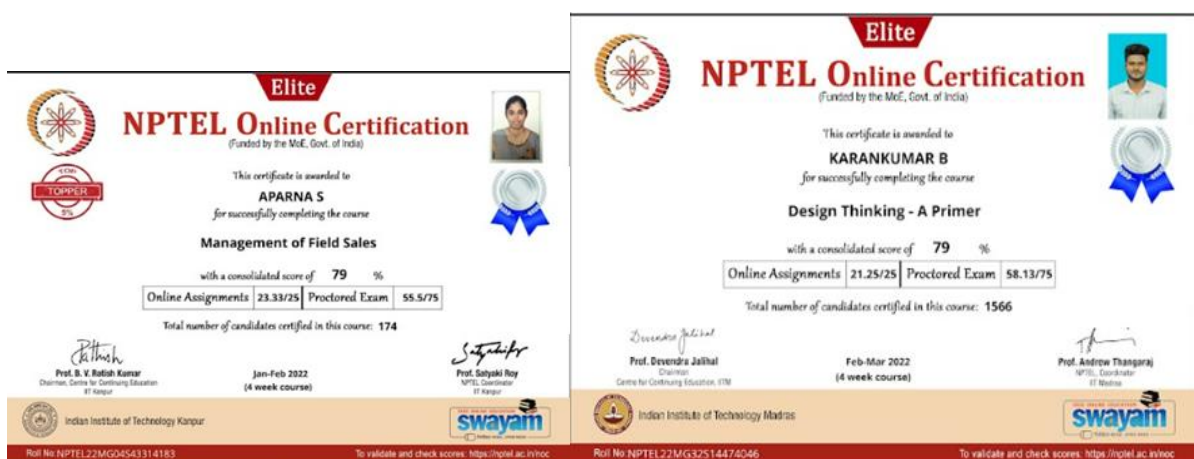 Elite
NPTEL Online Certification
(Funded by the MoE, Govt. of India)
TOPPER
5%
This certificate is awarded to
APARNA S
for successfully completing the course
Management of Field Sales
with a consolidated score of 79 %
Online Assignments 23.33/25 Proctored Exam 55.5/75
Total number of candidates certified in this course: 174
Prof. B. V. Ratish Kumar
Chairman, Centre for Continuing Education
IIT Kanpur
Jan-Feb 2022
(4 week course)
Prof. Satyaki Roy
NPTEL Coordinator
IIT Kanpur
Indian Institute of Technology Kanpur
swayam
Roll No:NPTEL22MG04S43314183
To validate and check scores: https://nptel.ac.in/noc
Elite
NPTEL Online Certification
(Funded by the MoE, Govt. of India)
This certificate is awarded to
KARANKUMAR B
for successfully completing the course
Design Thinking - A Primer
with a consolidated score of 79 %
Online Assignments 21.25/25 Proctored Exam 58.13/75
Total number of candidates certified in this course: 1566
Devendra Jalihal
Prof. Devendra Jalihal
Chairman
Centre for Continuing Education, IITM
Feb-Mar 2022
(4 week course)
Prof. Andrew Thangaraj
NPTEL, Coordinator
IIT Madras
Indian Institute of Technology Madras
swayam
Roll No:NPTEL22MG32S14474046
To validate and check scores: https://nptel.ac.in/noc